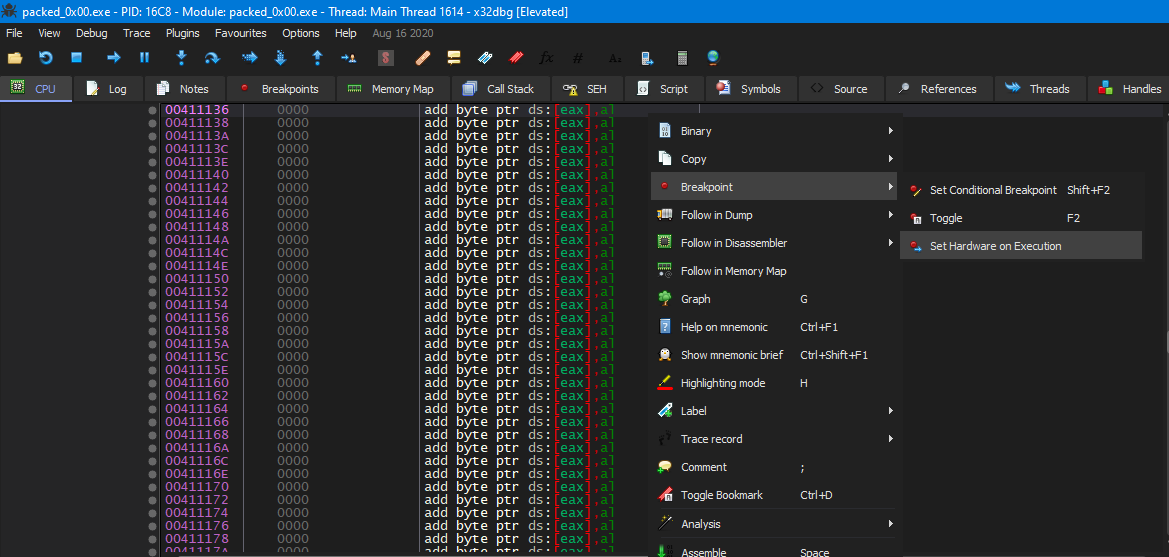 packed_0x00.exe - PID: 16C8 - Module: packed_0x00.exe - Thread: Main Thread 1614 - x32dbg [Elevated]
File View Debug Trace Plugins Favourites Options Help Aug 16 2020
CPU Log Notes Breakpoints Memory Map Call Stack SEH Script Symbols Source References Threads Handles
00411136 0000 add byte ptr ds:[eax],al
00411138 0000 add byte ptr ds:[eax],al
0041113A 0000 add byte ptr ds:[eax],al
0041113C 0000 add byte ptr ds:[eax],al
0041113E 0000 add byte ptr ds:[eax],al
00411140 0000 add byte ptr ds:[eax],al
00411142 0000 add byte ptr ds:[eax],al
00411144 0000 add byte ptr ds:[eax],al
00411146 0000 add byte ptr ds:[eax],al
00411148 0000 add byte ptr ds:[eax],al
0041114A 0000 add byte ptr ds:[eax],al
0041114C 0000 add byte ptr ds:[eax],al
0041114E 0000 add byte ptr ds:[eax],al
00411150 0000 add byte ptr ds:[eax],al
00411152 0000 add byte ptr ds:[eax],al
00411154 0000 add byte ptr ds:[eax],al
00411156 0000 add byte ptr ds:[eax],al
00411158 0000 add byte ptr ds:[eax],al
0041115A 0000 add byte ptr ds:[eax],al
0041115C 0000 add byte ptr ds:[eax],al
0041115E 0000 add byte ptr ds:[eax],al
00411160 0000 add byte ptr ds:[eax],al
00411162 0000 add byte ptr ds:[eax],al
00411164 0000 add byte ptr ds:[eax],al
00411166 0000 add byte ptr ds:[eax],al
00411168 0000 add byte ptr ds:[eax],al
0041116A 0000 add byte ptr ds:[eax],al
0041116C 0000 add byte ptr ds:[eax],al
0041116E 0000 add byte ptr ds:[eax],al
00411170 0000 add byte ptr ds:[eax],al
00411172 0000 add byte ptr ds:[eax],al
00411174 0000 add byte ptr ds:[eax],al
00411176 0000 add byte ptr ds:[eax],al
00411178 0000 add byte ptr ds:[eax],al
0041117A 0000 add byte ptr ds:[eax],al
Binary
Copy
Breakpoint
Follow in Dump
Follow in Disassembler
Follow in Memory Map
Graph G
Help on mnemonic Ctrl+F1
Show mnemonic brief Ctrl+Shift+F1
Highlighting mode H
Label
Trace record
Comment ;
Toggle Bookmark Ctrl+D
Analysis
Assemble Space
Set Conditional Breakpoint Shift+F2
Toggle F2
Set Hardware on Execution